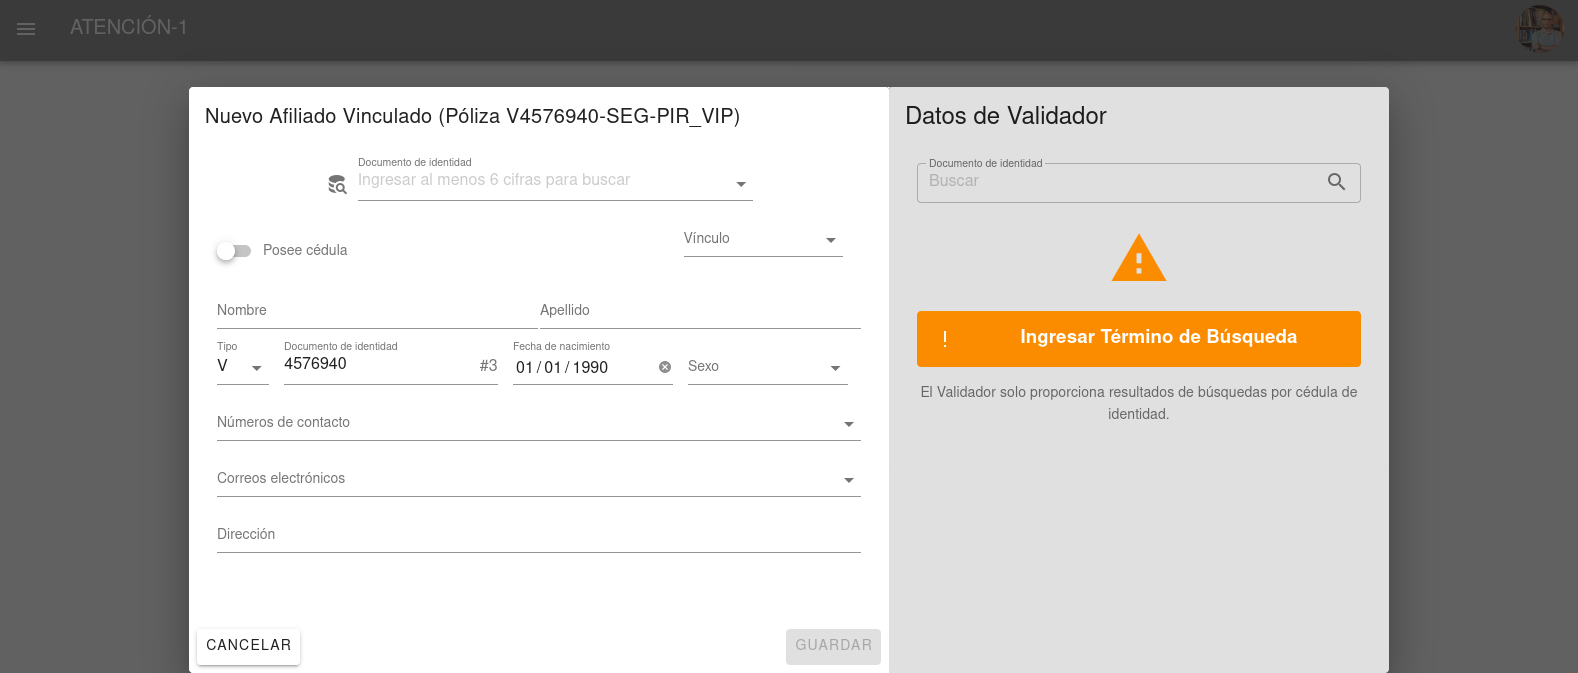 ATENCIÓN-1
Nuevo Afiliado Vinculado (Póliza V4576940-SEG-PIR_VIP)
Documento de identidad
Ingresar al menos 6 cifras para buscar
Posee cédula
Vínculo
Nombre
Apellido
Tipo
V
Documento de identidad
4576940
#3
Fecha de nacimiento
01/01/1990
Sexo
Números de contacto
Correos electrónicos
Dirección
CANCELAR
GUARDAR
Datos de Validador
Documento de identidad
Buscar
Ingresar Término de Búsqueda
El Validador solo proporciona resultados de búsquedas por cédula de
identidad.